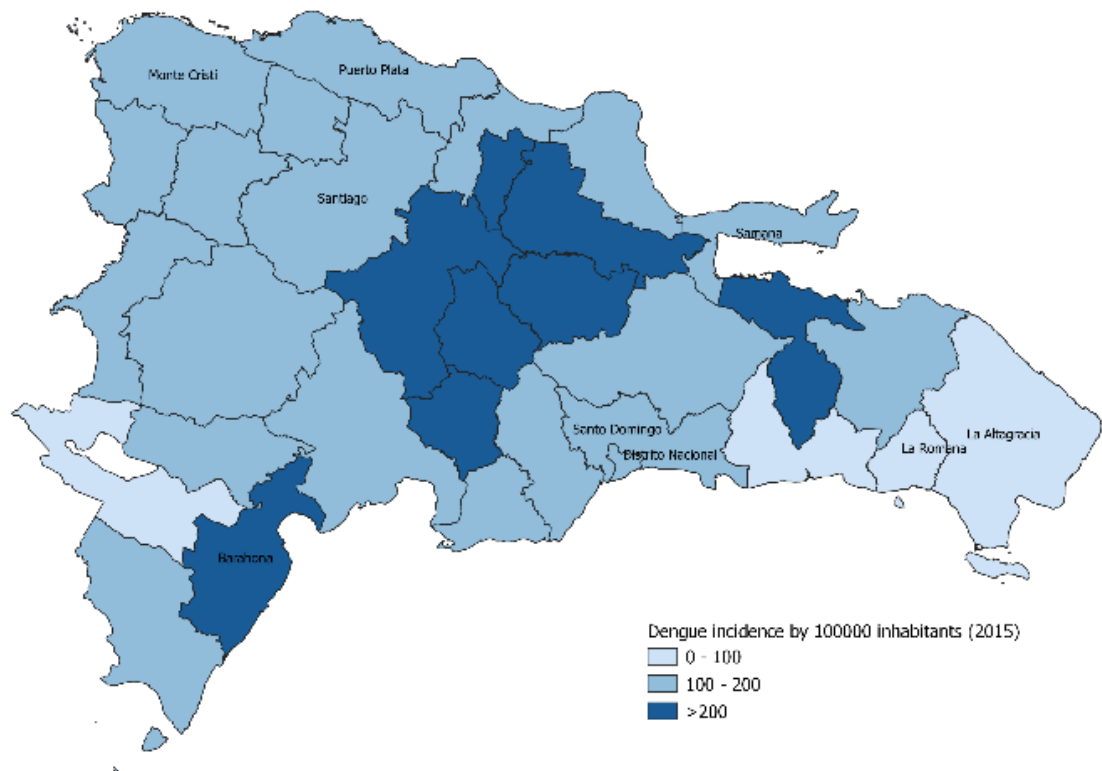 Monte Cristi
Puerto Plata
Santiago
Samana
Santo Domingo
Distrito Nacional
La Romana
La Altagracia
Barahona
Dengue incidence by 100000 inhabitants (2015)
0 - 100
100 - 200
>200